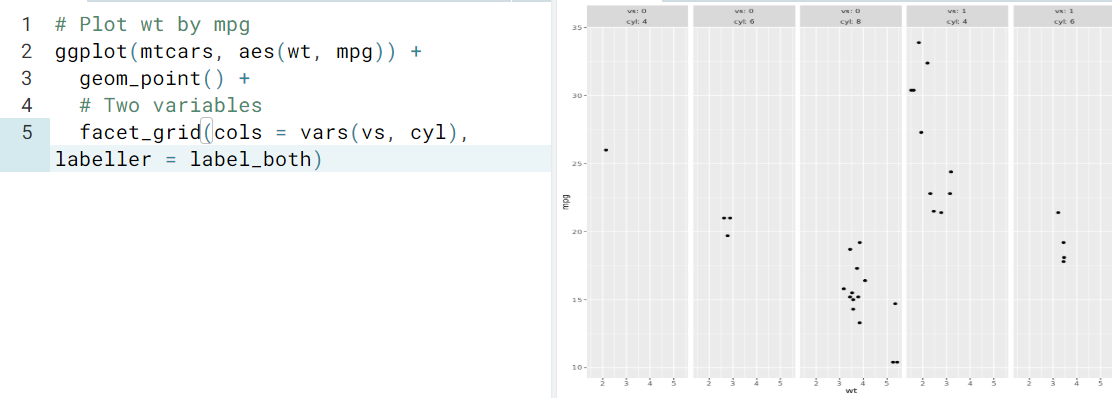 1 # Plot wt by mpg
2 ggplot(mtcars, aes(wt, mpg)) +
3 geom_point() +
4 # Two variables
5 facet_grid(cols = vars(vs, cyl),
labeller = label_both)
vs: 0 vs: 0 vs: 0 vs: 1 vs: 1
cyl: 4 cyl: 6 cyl: 8 cyl: 4 cyl: 6
35
30
25
mpg
20
15
10
2 3 4 5 2 3 4 5 2 3 4 5 2 3 4 5 2 3 4 5
wt